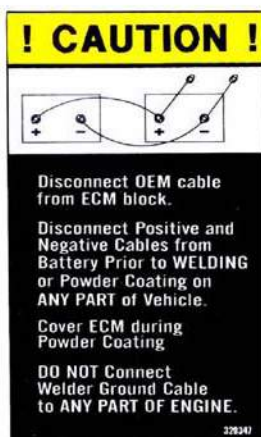 ! CAUTION !
+ − + −
Disconnect OEM cable
from ECM block.
Disconnect Positive and
Negative Cables from
Battery Prior to WELDING
or Powder Coating on
ANY PART of Vehicle.
Cover ECM during
Powder Coating
DO NOT Connect
Welder Ground Cable
to ANY PART OF ENGINE.
328347